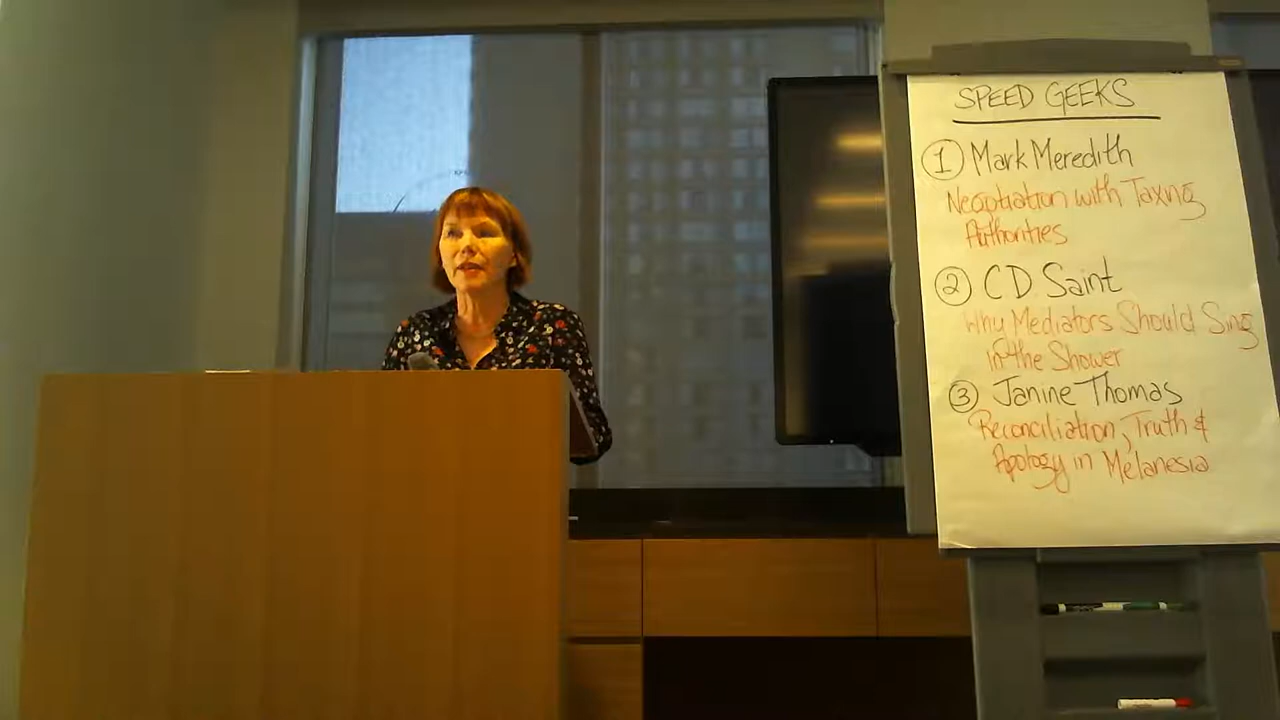 SPEED GEEKS
1 Mark Meredith
Negotiation with Taxing
Authorities
2 CD Saint
Why Mediators Should Sing
in the Shower
3 Janine Thomas
Reconciliation, Truth &
Apology in Melanesia